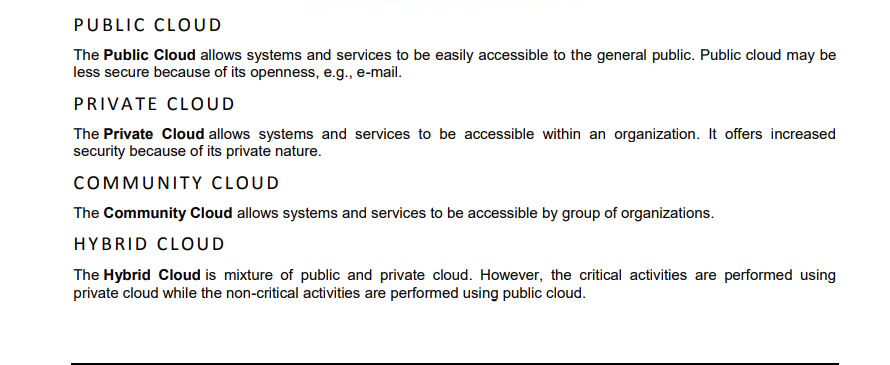 PUBLIC CLOUD
The Public Cloud allows systems and services to be easily accessible to the general public. Public cloud may be
less secure because of its openness, e.g., e-mail.
PRIVATE CLOUD
The Private Cloud allows systems and services to be accessible within an organization. It offers increased
security because of its private nature.
COMMUNITY CLOUD
The Community Cloud allows systems and services to be accessible by group of organizations.
HYBRID CLOUD
The Hybrid Cloud is mixture of public and private cloud. However, the critical activities are performed using
private cloud while the non-critical activities are performed using public cloud.